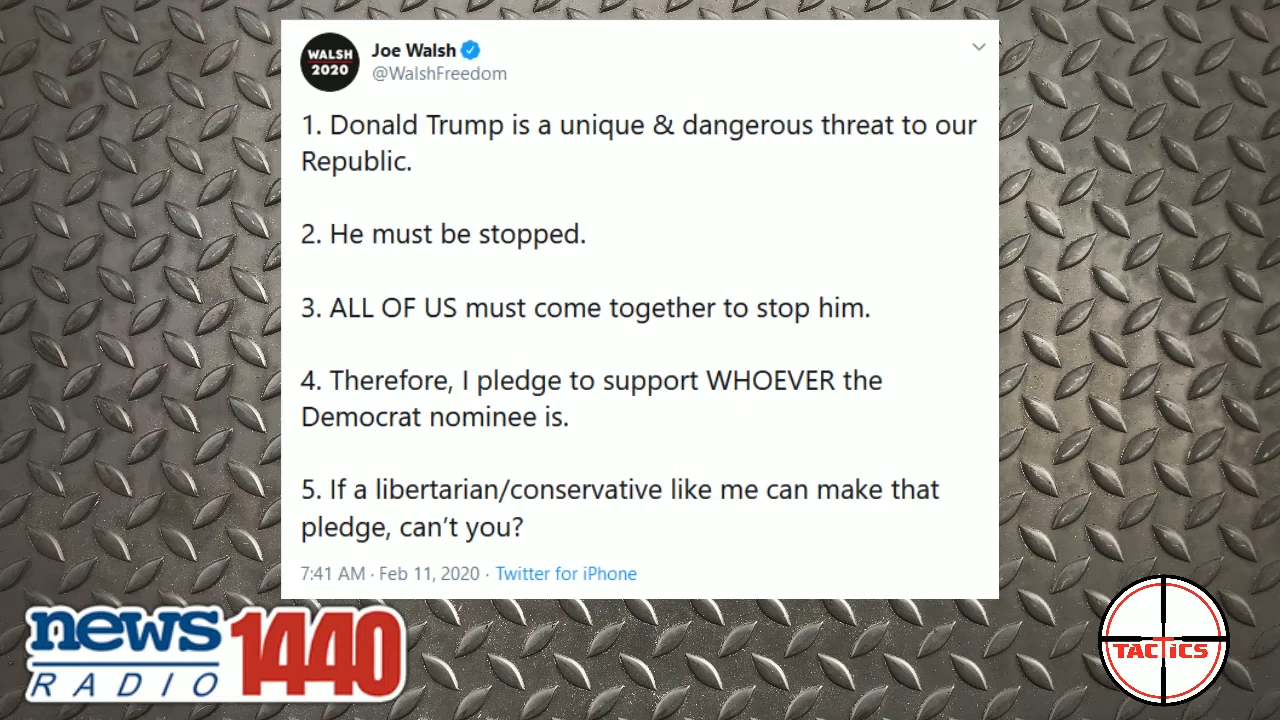 WALSH
2020
Joe Walsh
@WalshFreedom
1. Donald Trump is a unique & dangerous threat to our
Republic.
2. He must be stopped.
3. ALL OF US must come together to stop him.
4. Therefore, I pledge to support WHOEVER the
Democrat nominee is.
5. If a libertarian/conservative like me can make that
pledge, can't you?
7:41 AM · Feb 11, 2020 · Twitter for iPhone
news 1440
RADIO
TACTICS